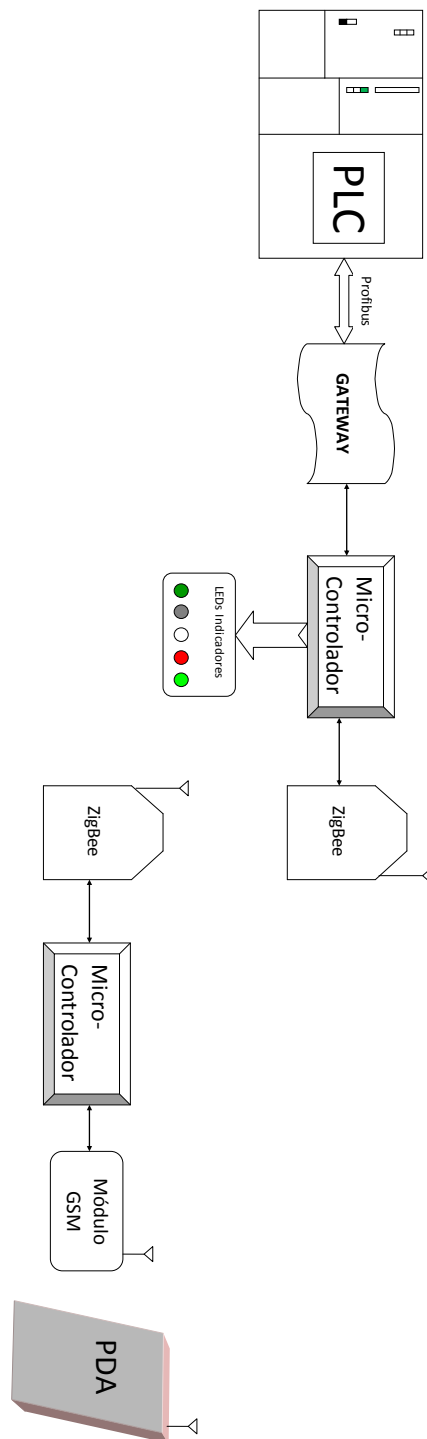 PLC
Profibus
GATEWAY
Micro-
Controlador
LEDs Indicadores
ZigBee
ZigBee
Micro-
Controlador
Módulo
GSM
PDA